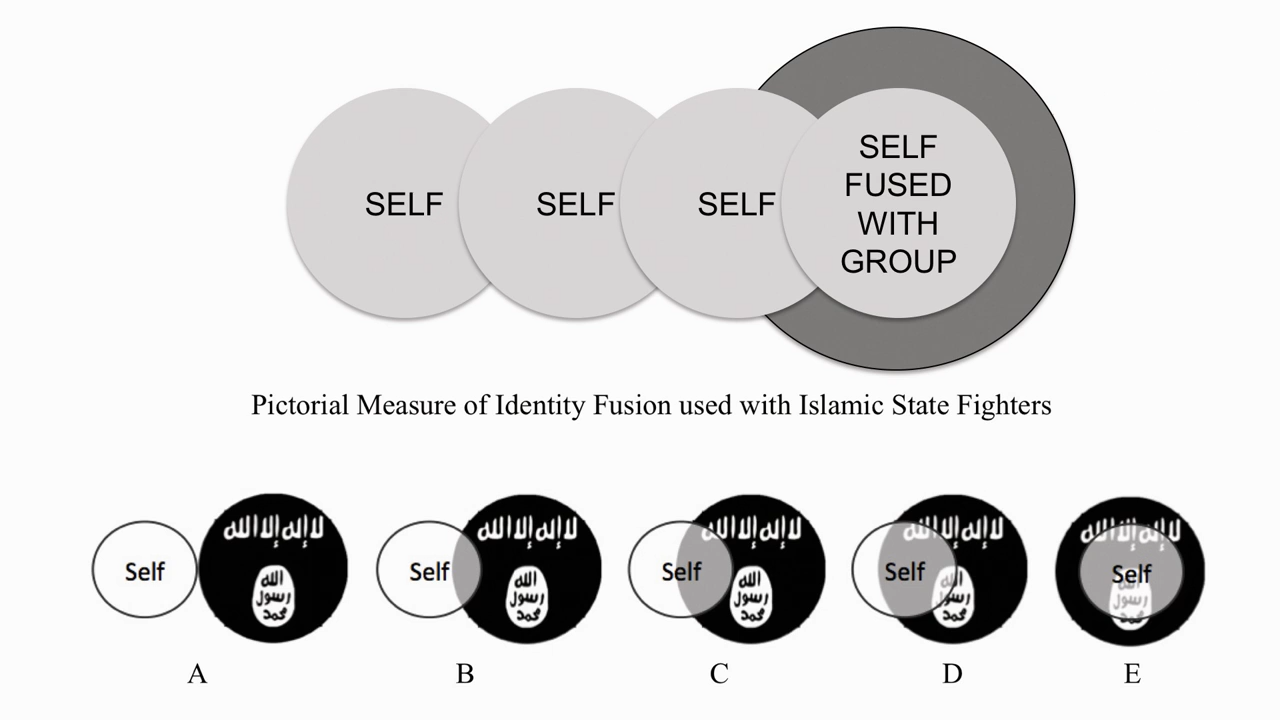 SELF
SELF
SELF
SELF
FUSED
WITH
GROUP
Pictorial Measure of Identity Fusion used with Islamic State Fighters
لا إله إلا الله
الله
رسول
محمد
Self
A
لا إله إلا الله
الله
رسول
محمد
Self
B
لا إله إلا الله
الله
رسول
محمد
Self
C
لا إله إلا الله
الله
رسول
محمد
Self
D
لا إله إلا الله
Self
رسول
محمد
E